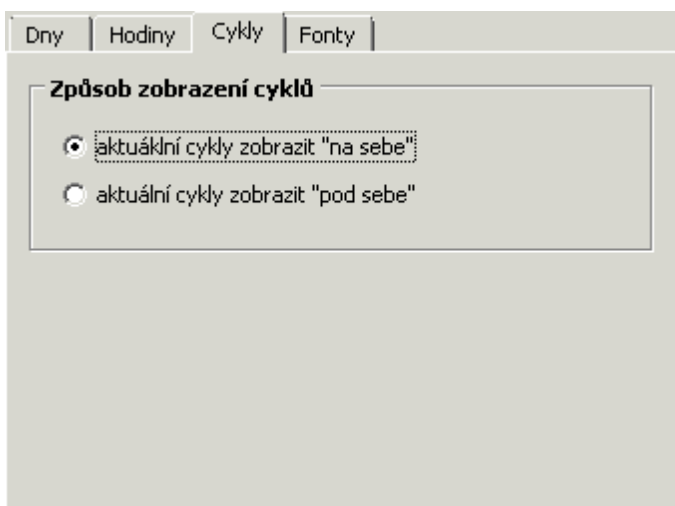 Dny Hodiny Cykly Fonty
Způsob zobrazení cyklů
aktuáklní cykly zobrazit "na sebe"
aktuální cykly zobrazit "pod sebe"